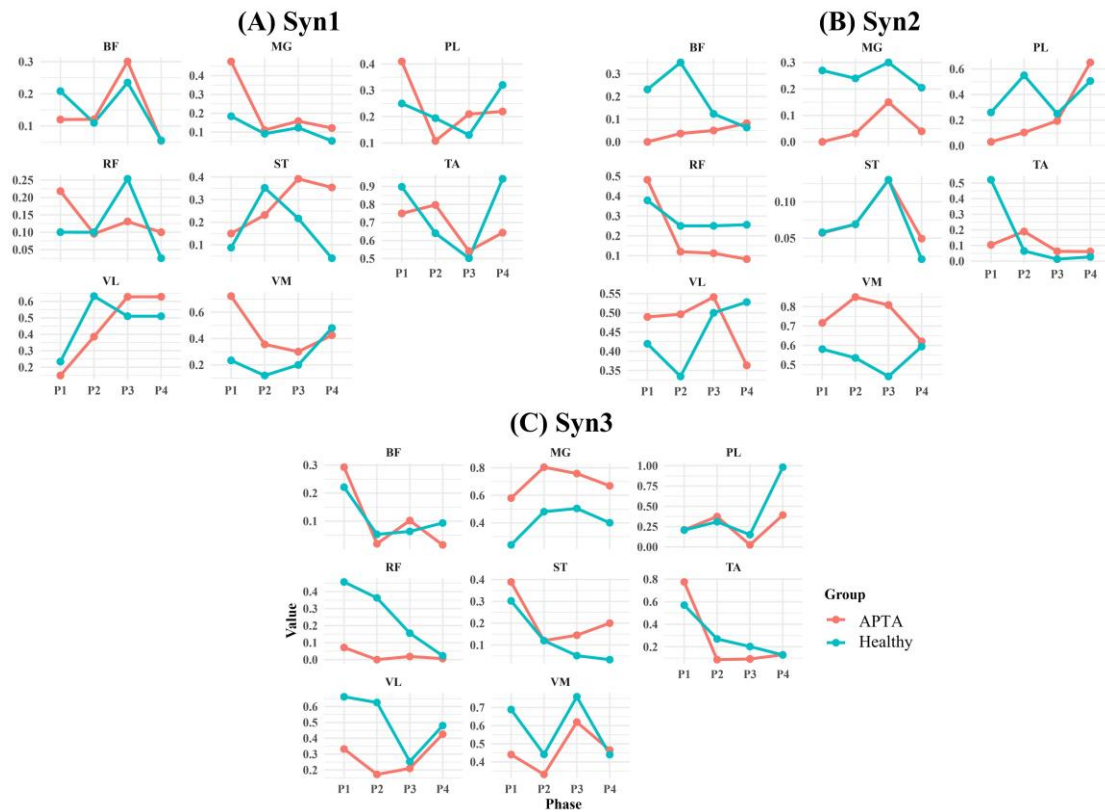 (A) Syn1
BF MG PL
0.3 0.2 0.1
0.4 0.3 0.2 0.1
0.4 0.3 0.2 0.1
RF ST TA
0.25 0.20 0.15 0.10 0.05
0.4 0.3 0.2 0.1
0.9 0.8 0.7 0.6 0.5
P1 P2 P3 P4
VL VM
0.6 0.5 0.4 0.3 0.2
0.6 0.4 0.2
P1 P2 P3 P4 P1 P2 P3 P4
(B) Syn2
BF MG PL
0.3 0.2 0.1 0.0
0.3 0.2 0.1 0.0
0.6 0.4 0.2 0.0
RF ST TA
0.5 0.4 0.3 0.2 0.1
0.10 0.05
0.5 0.4 0.3 0.2 0.1 0.0
P1 P2 P3 P4
VL VM
0.55 0.50 0.45 0.40 0.35
0.8 0.7 0.6 0.5
P1 P2 P3 P4 P1 P2 P3 P4
(C) Syn3
BF MG PL
0.3 0.2 0.1
0.8 0.6 0.4
1.00 0.75 0.50 0.25 0.00
RF ST TA
0.4 0.3 0.2 0.1 0.0
0.4 0.3 0.2 0.1
0.8 0.6 0.4 0.2
P1 P2 P3 P4
VL VM
0.6 0.5 0.4 0.3 0.2
0.7 0.6 0.5 0.4
P1 P2 P3 P4 P1 P2 P3 P4
Value
Phase
Group
APTA
Healthy